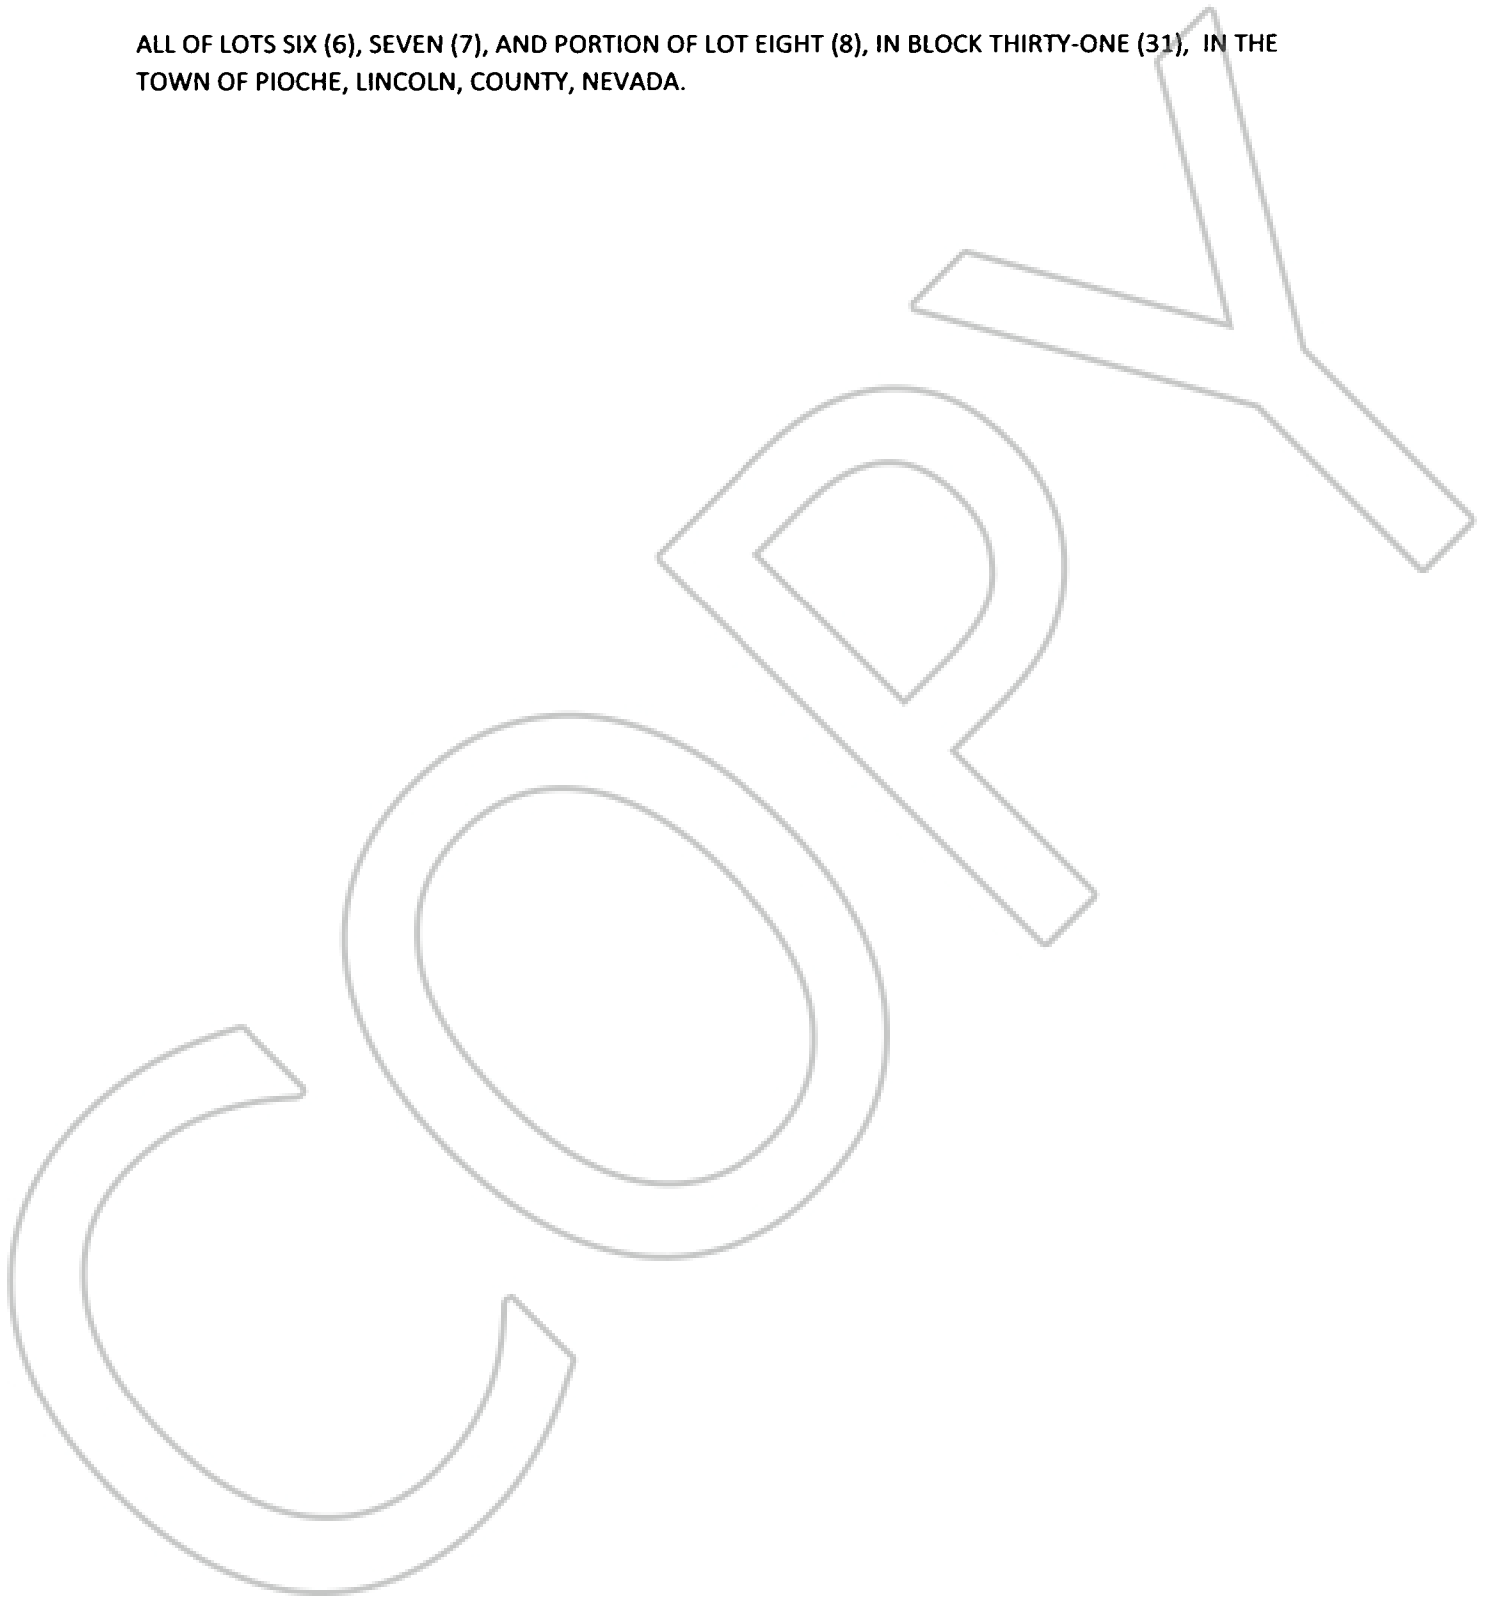 ALL OF LOTS SIX (6), SEVEN (7), AND PORTION OF LOT EIGHT (8), IN BLOCK THIRTY-ONE (31), IN THE
TOWN OF PIOCHE, LINCOLN, COUNTY, NEVADA.
COPY